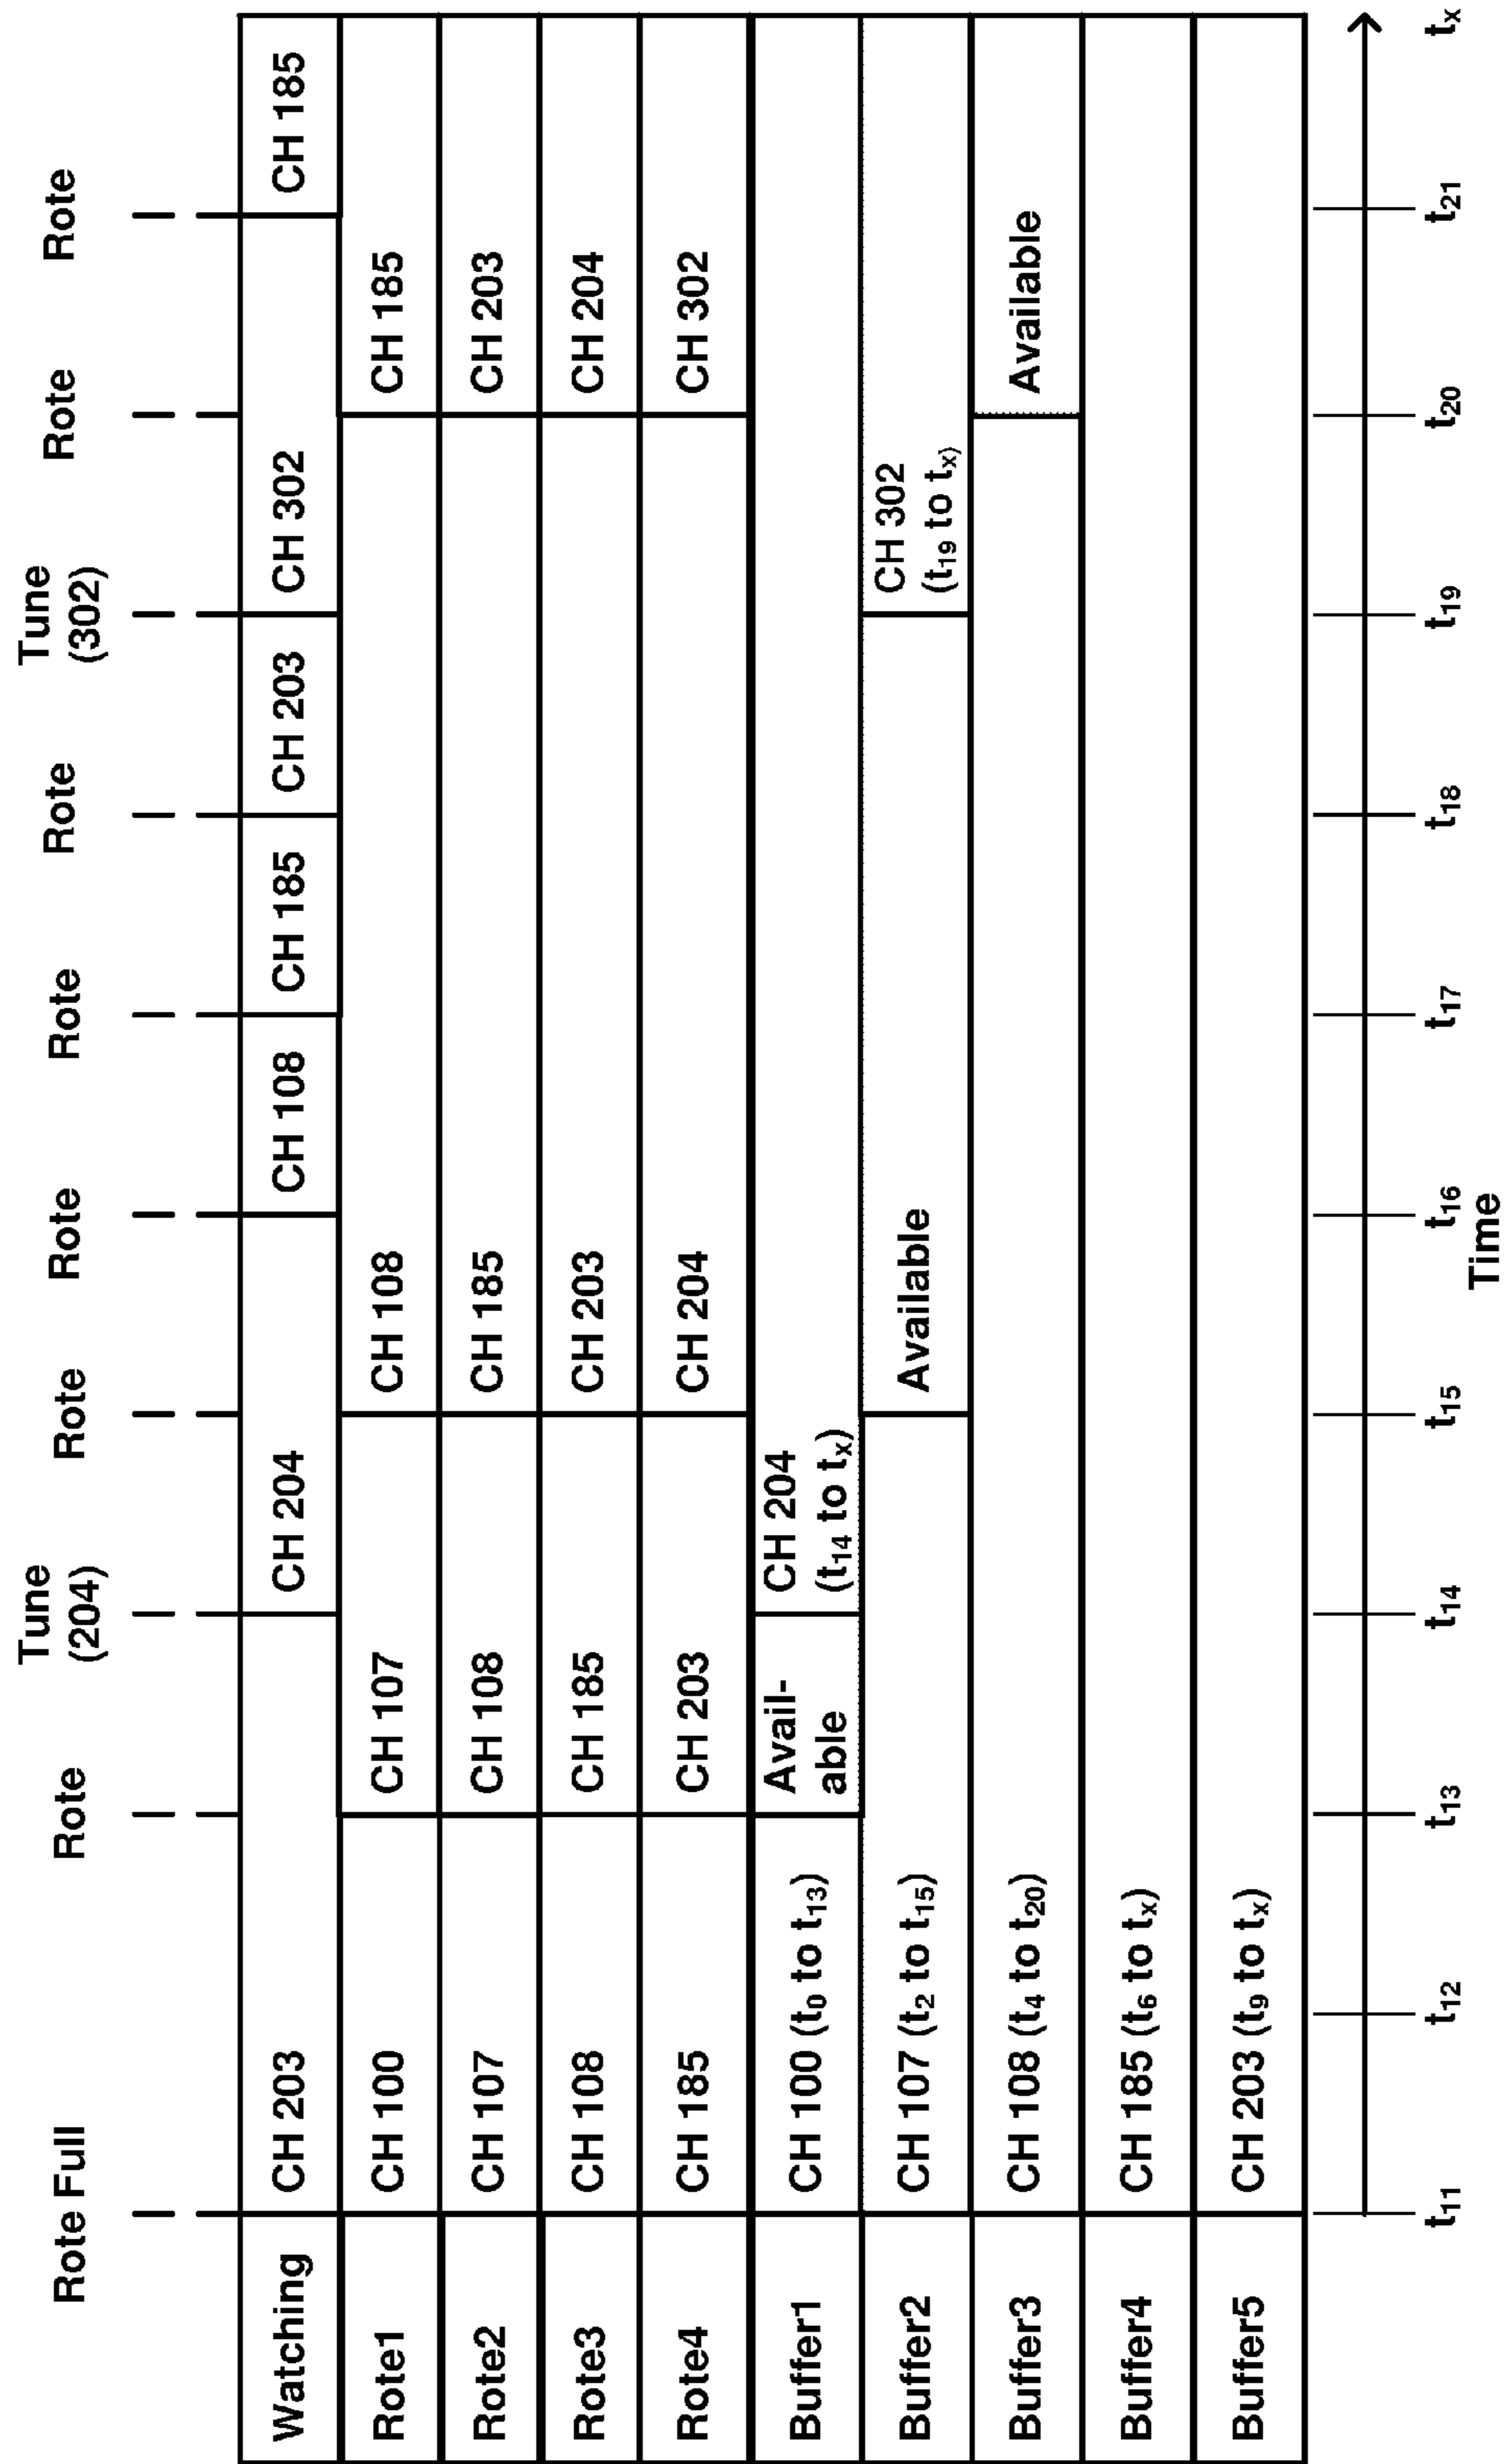 Rote Full
Rote
Tune
(204)
Rote
Rote
Rote
Rote
Tune
(302)
Rote
Rote
Watching
CH 203
CH 204
CH 108
CH 185
CH 203
CH 302
CH 185
Rote1
CH 100
CH 107
CH 108
CH 185
Rote2
CH 107
CH 108
CH 185
CH 203
Rote3
CH 108
CH 185
CH 203
CH 204
Rote4
CH 185
CH 203
CH 204
CH 302
Buffer1
CH 100 (t0 to t13)
Avail-
able
CH 204
(t14 to tx)
Buffer2
CH 107 (t2 to t15)
Available
CH 302
(t19 to tx)
Buffer3
CH 108 (t4 to t20)
Available
Buffer4
CH 185 (t6 to tx)
Buffer5
CH 203 (t9 to tx)
t11
t12
t13
t14
t15
t16
t17
t18
t19
t20
t21
tx
Time